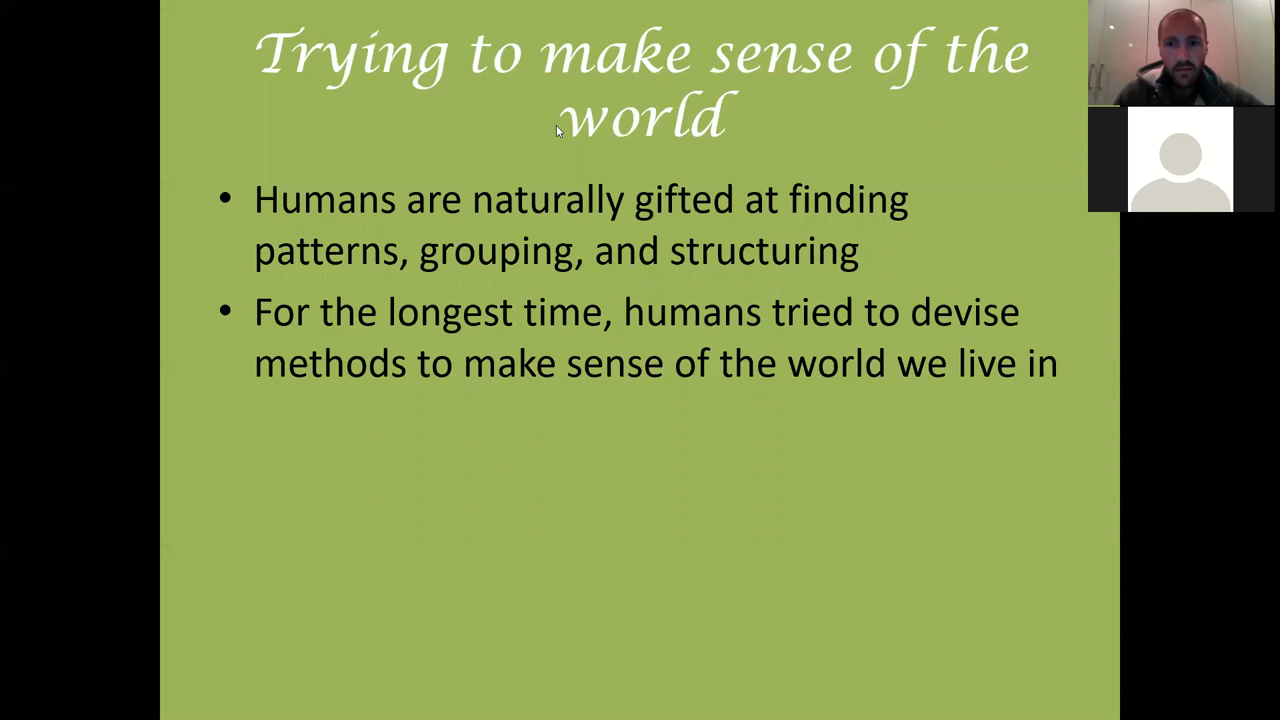 Trying to make sense of the
world
• Humans are naturally gifted at finding
patterns, grouping, and structuring
• For the longest time, humans tried to devise
methods to make sense of the world we live in